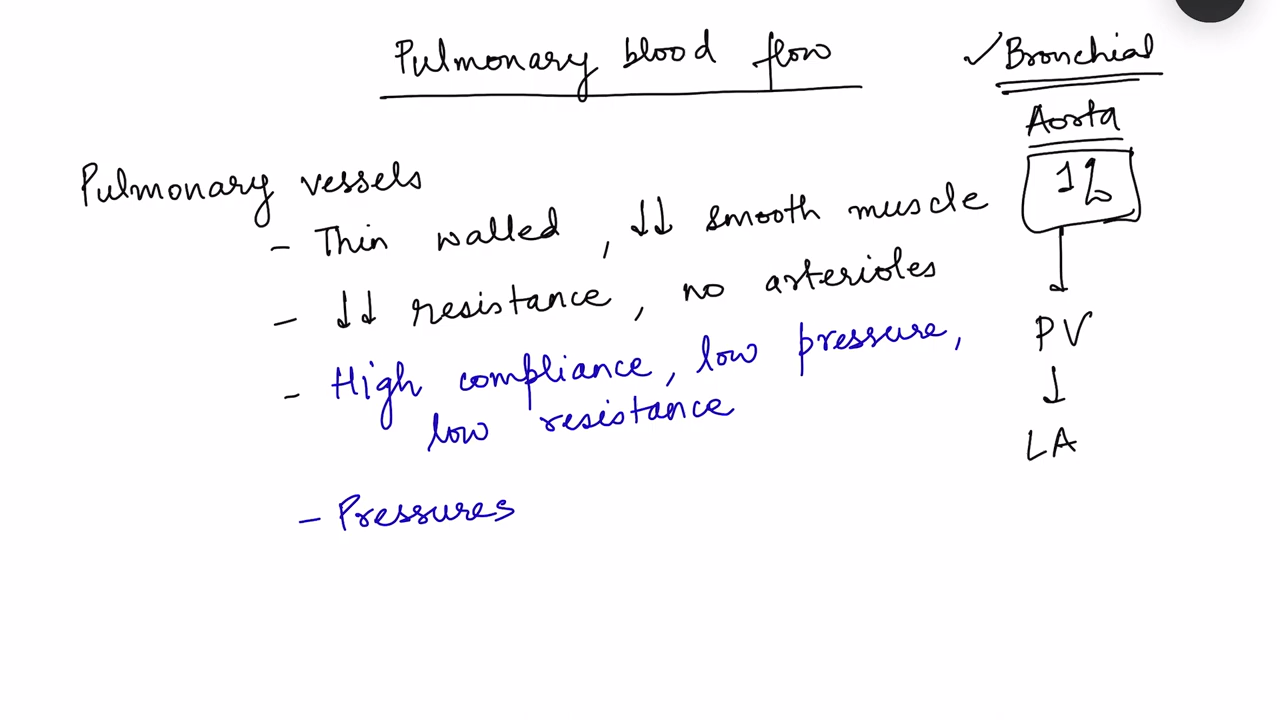 Pulmonary blood flow
Pulmonary vessels
- Thin walled, ↓↓ smooth muscle
- ↓↓ resistance, no arterioles
- High compliance, low pressure,
low resistance
- Pressures
✓Bronchial
Aorta
1%
↓
PV
↓
LA